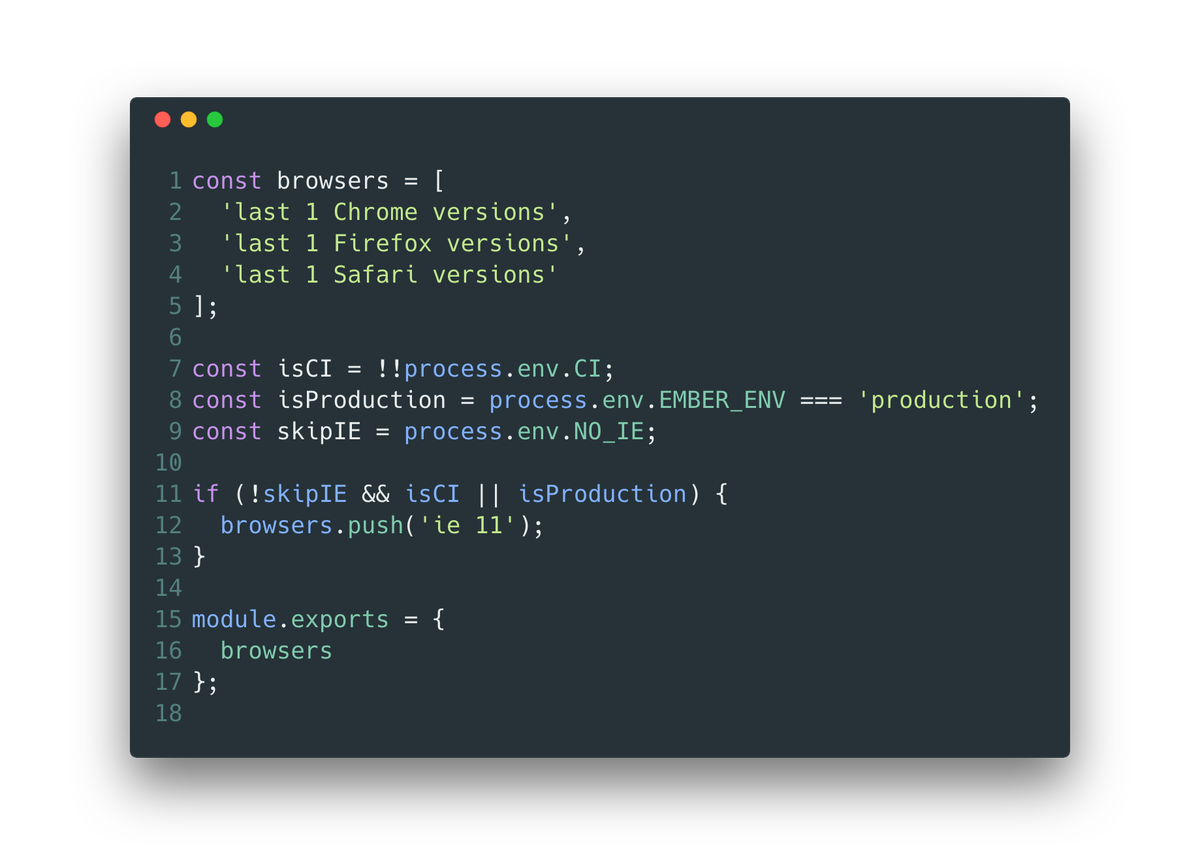 1 const browsers = [
2   'last 1 Chrome versions',
3   'last 1 Firefox versions',
4   'last 1 Safari versions'
5 ];
6
7 const isCI = !!process.env.CI;
8 const isProduction = process.env.EMBER_ENV === 'production';
9 const skipIE = process.env.NO_IE;
10
11 if (!skipIE && isCI || isProduction) {
12   browsers.push('ie 11');
13 }
14
15 module.exports = {
16   browsers
17 };
18